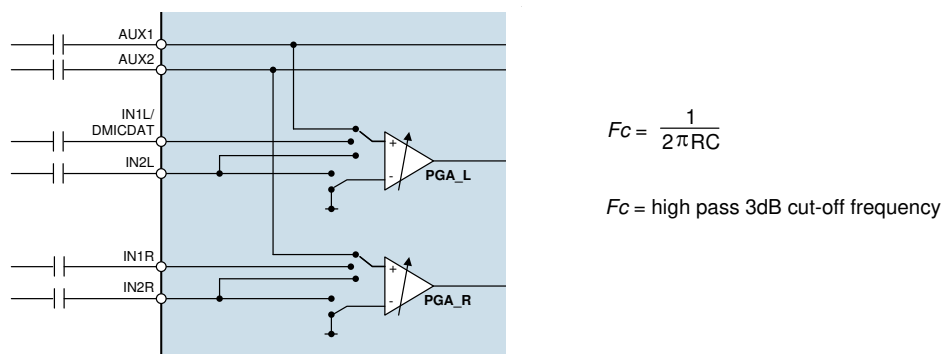 AUX1
AUX2
IN1L/
DMICDAT
IN2L
+
-
PGA_L
IN1R
IN2R
+
-
PGA_R
Fc = 1 / 2πRC
Fc = high pass 3dB cut-off frequency